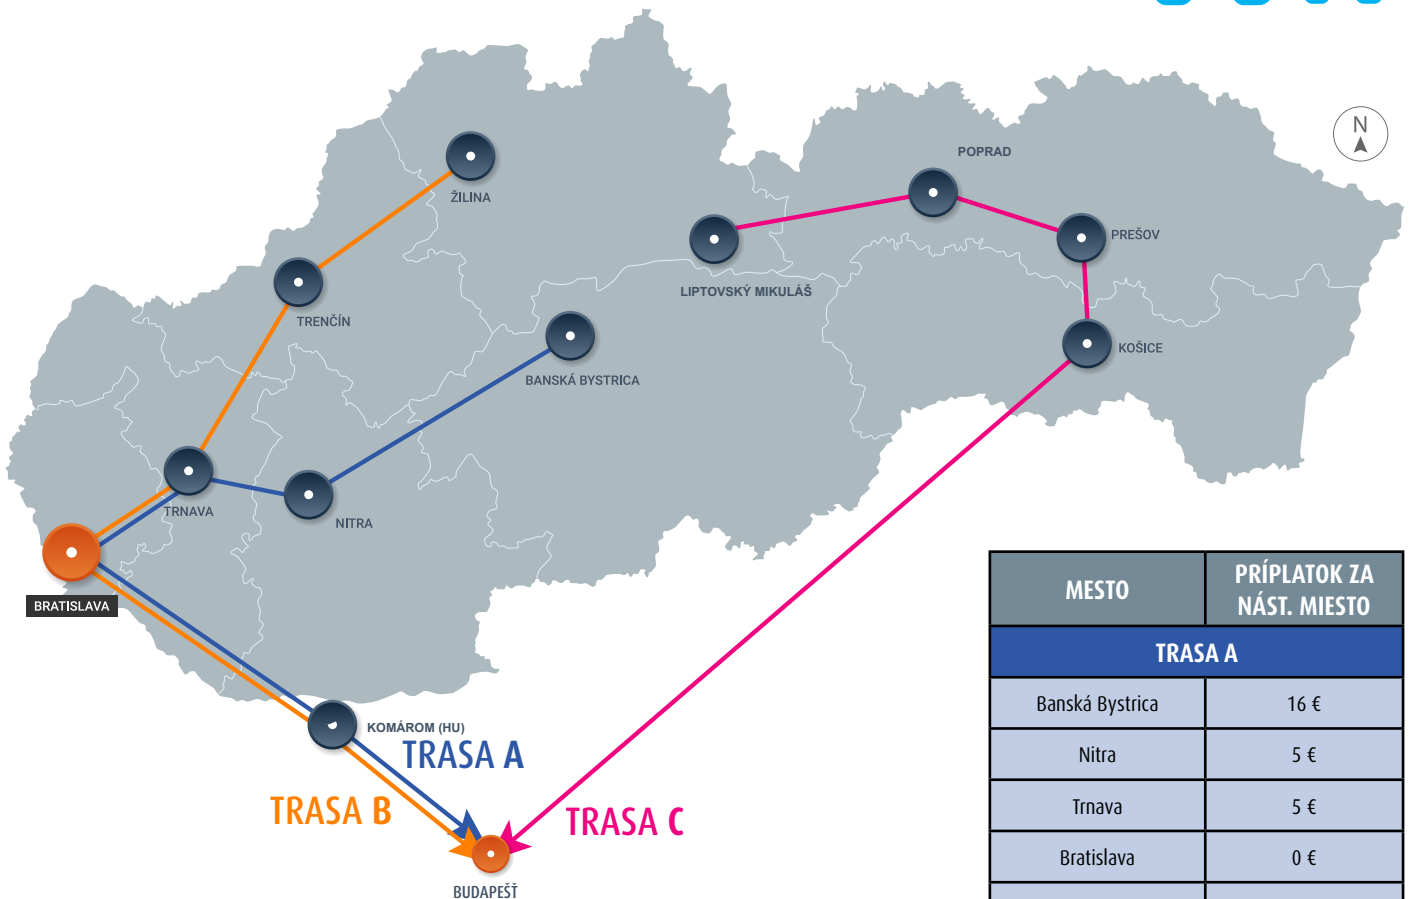 N
POPRAD
ŽILINA
PREŠOV
LIPTOVSKÝ MIKULÁŠ
TRENČÍN
KOŠICE
BANSKÁ BYSTRICA
TRNAVA
NITRA
BRATISLAVA
KOMÁROM (HU)
TRASA A
TRASA B
TRASA C
BUDAPEŠŤ
MESTO
PRÍPLATOK ZA
NÁST. MIESTO
TRASA A
Banská Bystrica
16 €
Nitra
5 €
Trnava
5 €
Bratislava
0 €